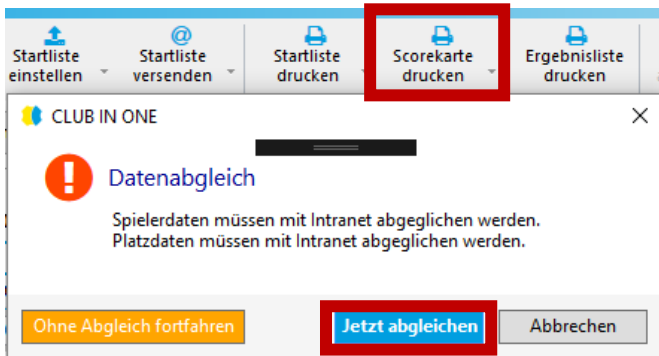 Startliste einstellen
Startliste versenden
Startliste drucken
Scorekarte drucken
Ergebnisliste drucken
CLUB IN ONE
Datenabgleich
Spielerdaten müssen mit Intranet abgeglichen werden.
Platzdaten müssen mit Intranet abgeglichen werden.
Ohne Abgleich fortfahren
Jetzt abgleichen
Abbrechen